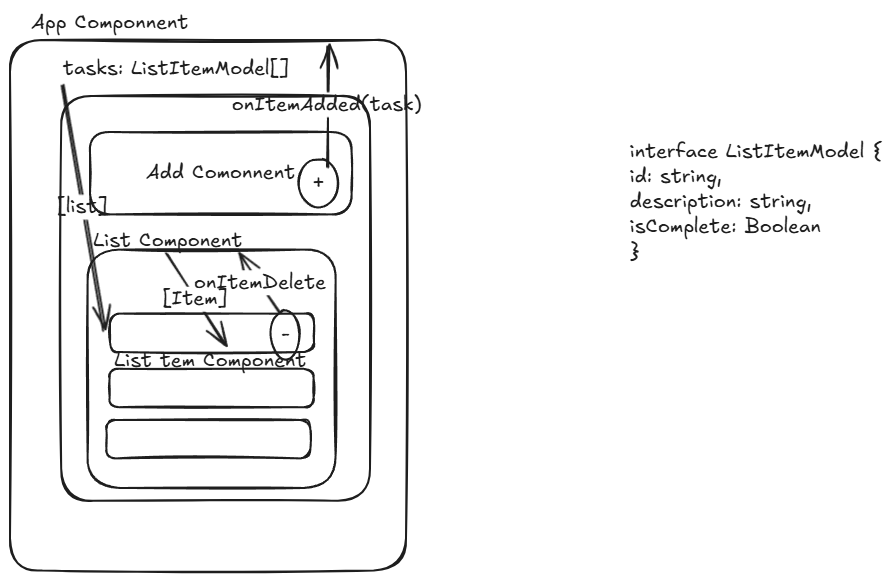 App Componnent
tasks: ListItemModel[]
onItemAdded(task)
Add Comonnent
+
[list]
List Component
onItemDelete
[Item]
-
List tem Component
interface ListItemModel {
id: string,
description: string,
isComplete: Boolean
}